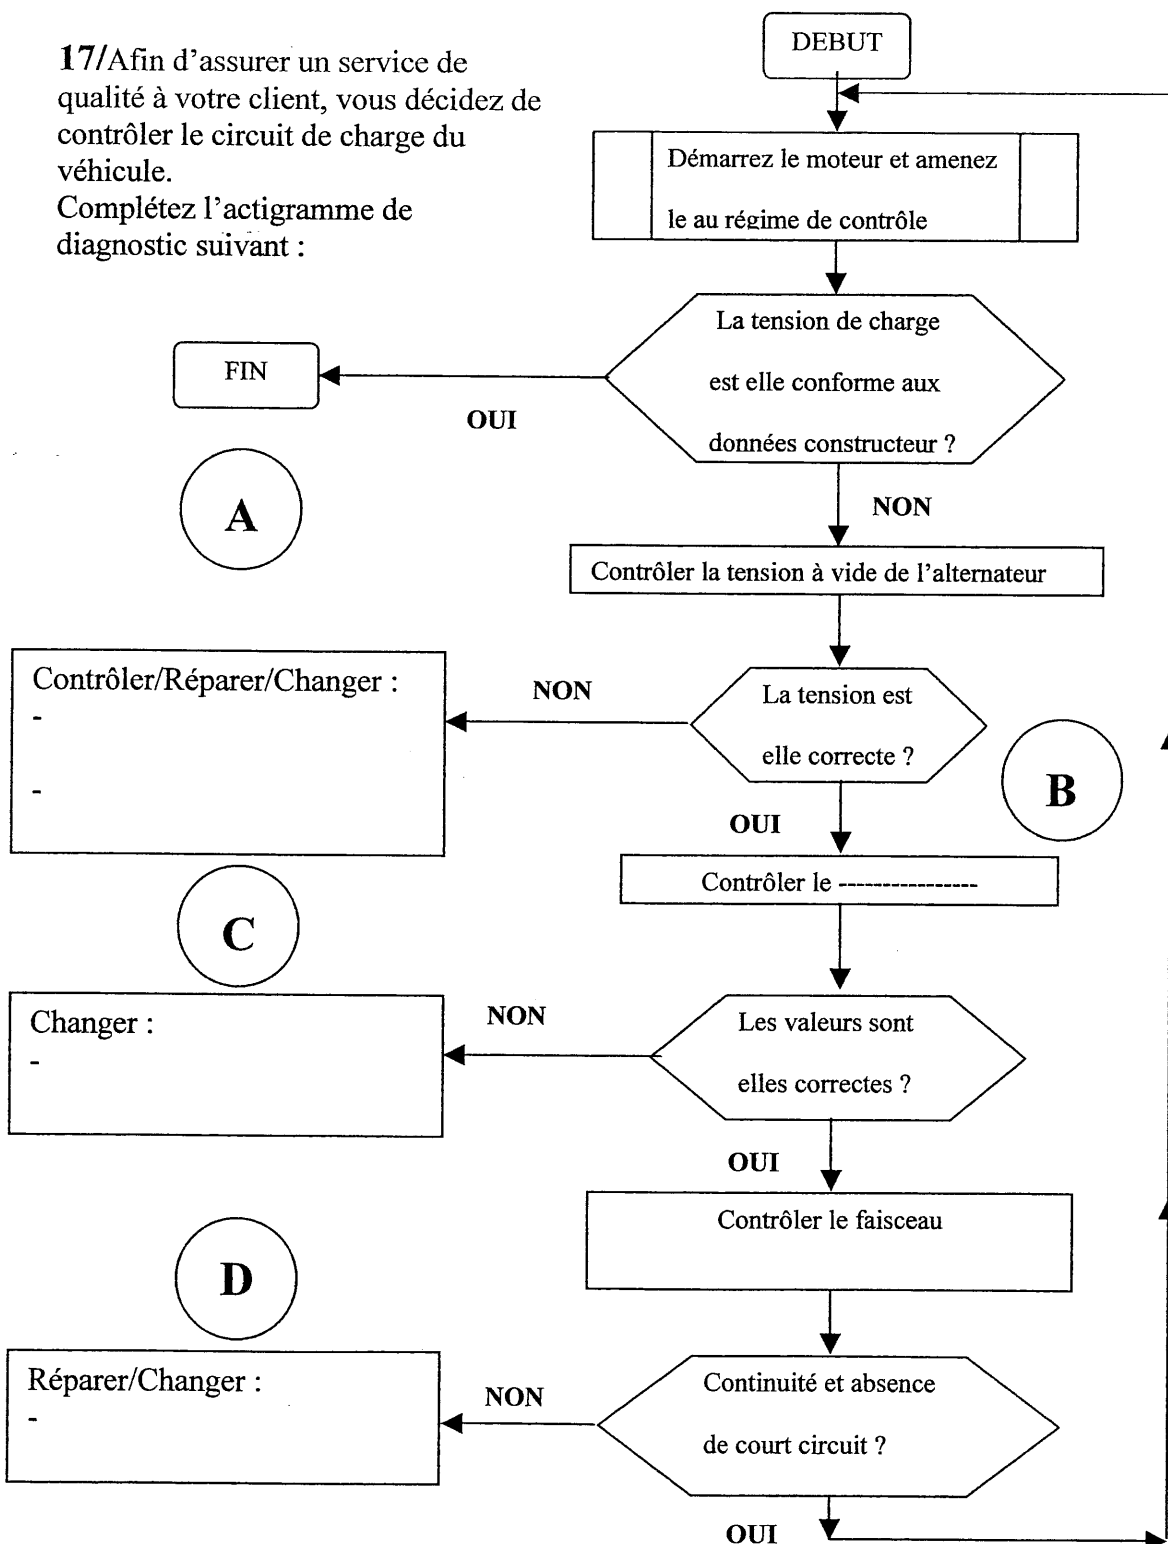 17/Afin d'assurer un service de
qualité à votre client, vous décidez de
contrôler le circuit de charge du
véhicule.
Complétez l'actigramme de
diagnostic suivant :
DEBUT
Démarrez le moteur et amenez
le au régime de contrôle
La tension de charge
est elle conforme aux
données constructeur ?
FIN
OUI
A
NON
Contrôler la tension à vide de l'alternateur
La tension est
elle correcte ?
NON
Contrôler/Réparer/Changer :
-
-
B
OUI
Contrôler le ----------------
C
Les valeurs sont
elles correctes ?
NON
Changer :
-
OUI
Contrôler le faisceau
D
Continuité et absence
de court circuit ?
NON
Réparer/Changer :
-
OUI